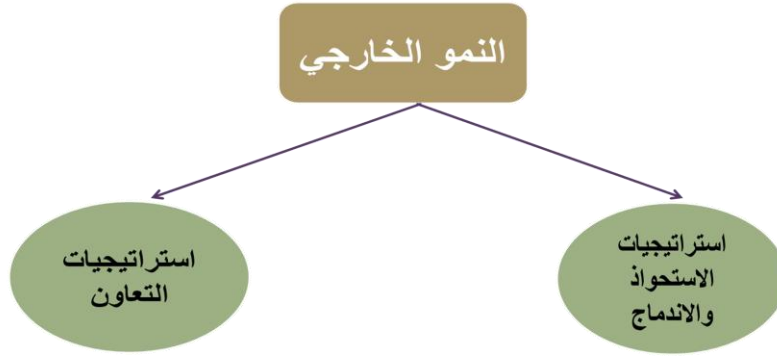 النمو الخارجي
استراتيجيات
الاستحواذ
والاندماج
استراتيجيات
التعاون